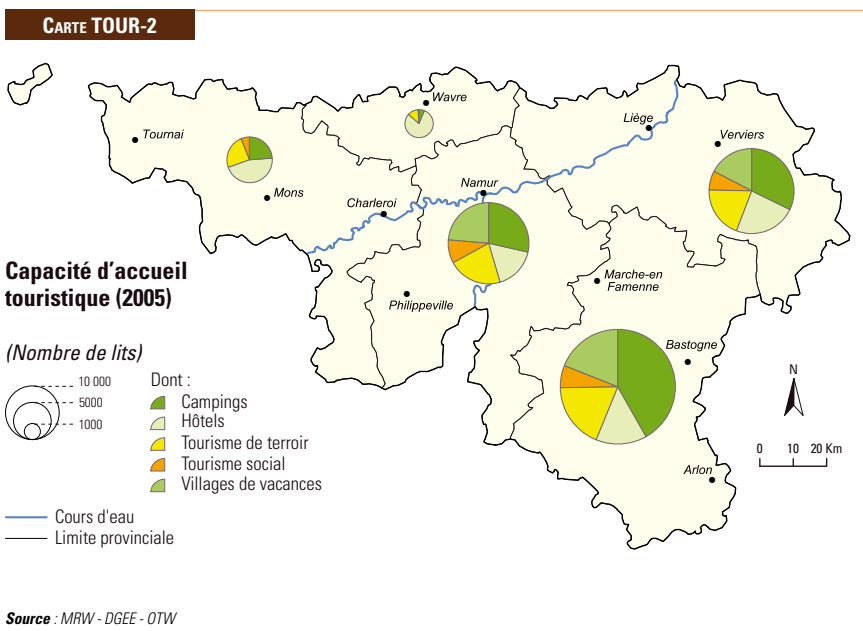 CARTE TOUR-2
Wavre
Tournai
Liège
Verviers
Mons
Namur
Charleroi
Capacité d'accueil
touristique (2005)
Marche-en
Famenne
Philippeville
(Nombre de lits)
Bastogne
10 000
5000
1000
Dont :
Campings
Hôtels
Tourisme de terroir
Tourisme social
Villages de vacances
N
0 10 20 Km
Arlon
Cours d'eau
Limite provinciale
Source : MRW - DGEE - OTW